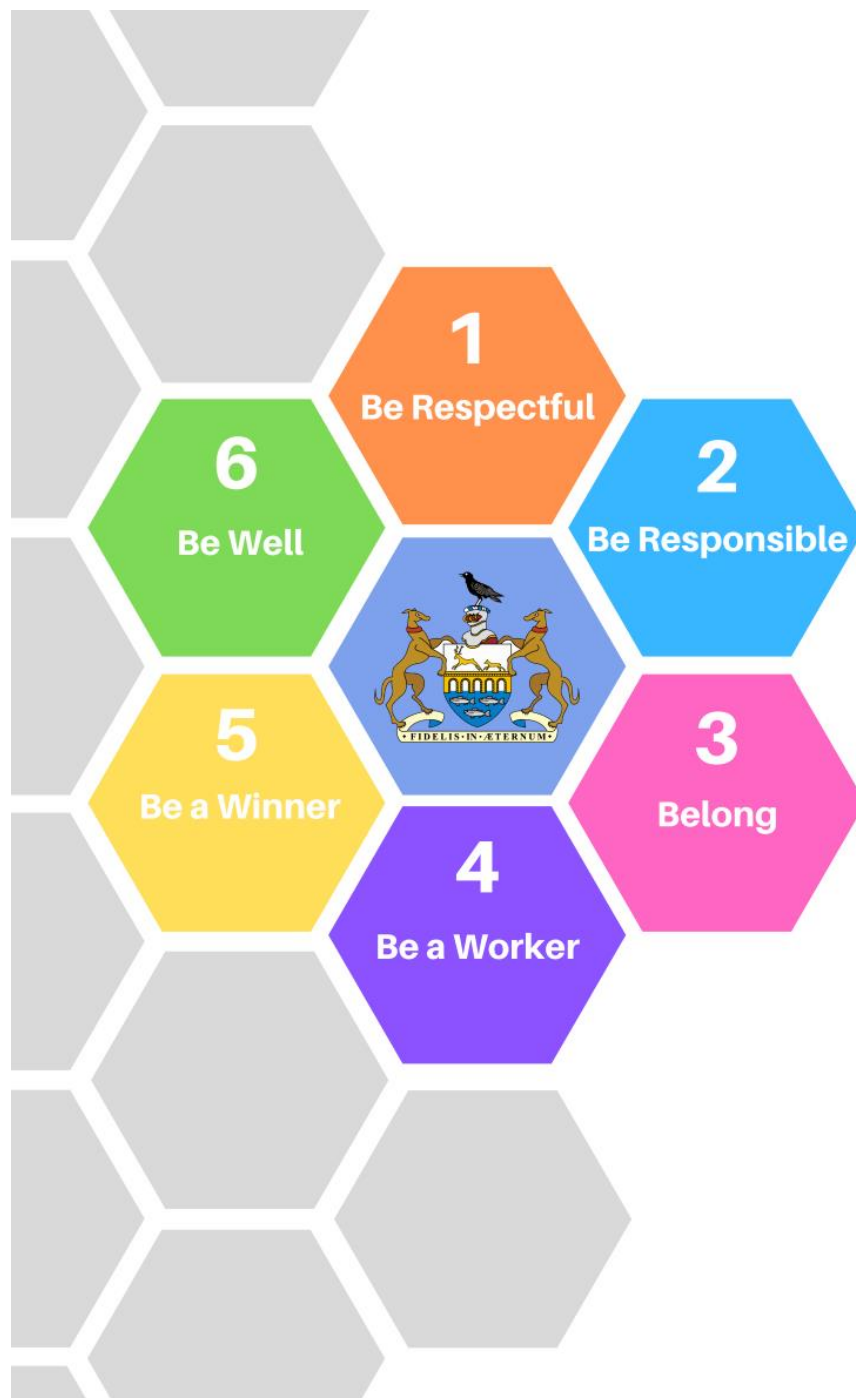 1
Be Respectful
2
Be Responsible
3
Belong
4
Be a Worker
5
Be a Winner
6
Be Well
• FIDELIS•IN•ÆTERNUM•